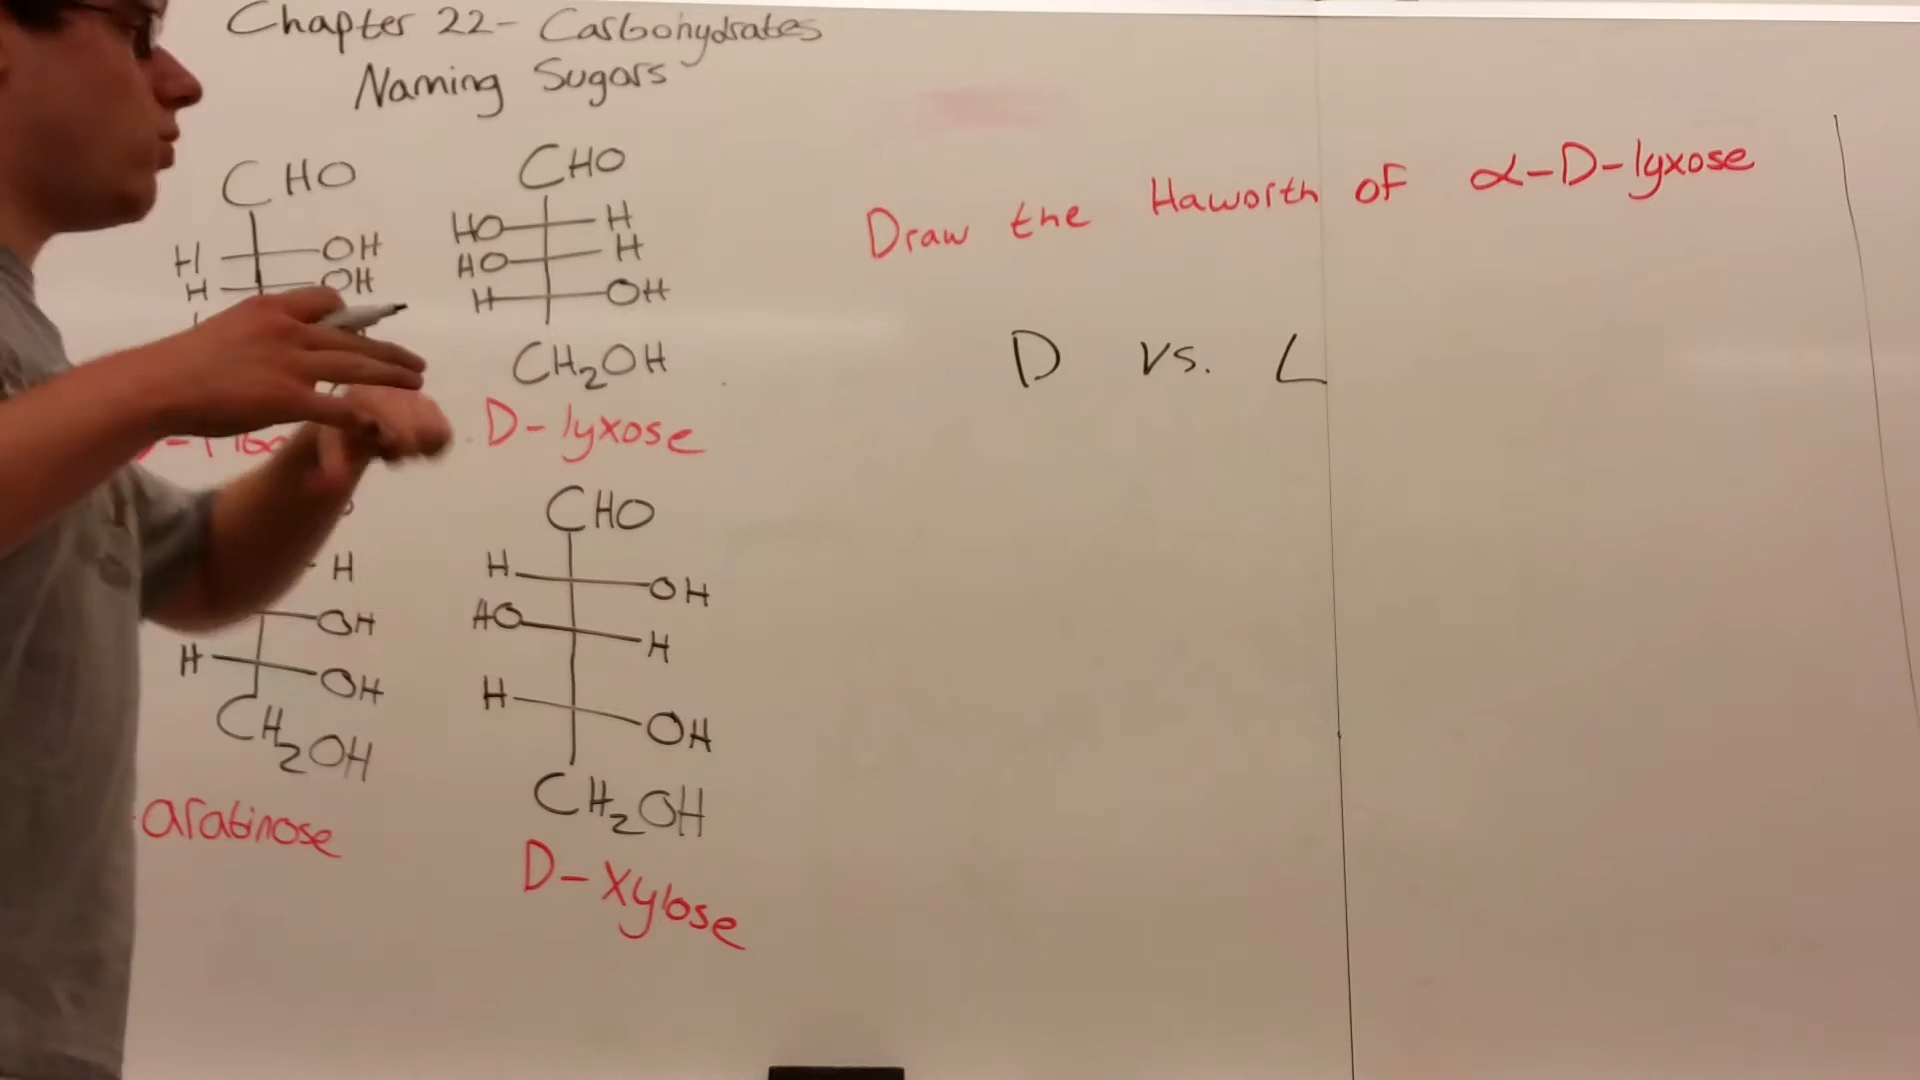 Chapter 22- Carbohydrates
Naming Sugars
CHO
H OH
H OH
CHO
HO H
HO H
H OH
CH2OH
D-lyxose
H
OH
H OH
CH2OH
arabinose
CHO
H OH
HO H
H OH
CH2OH
D-Xylose
Draw the Haworth of α-D-lyxose
D vs. L